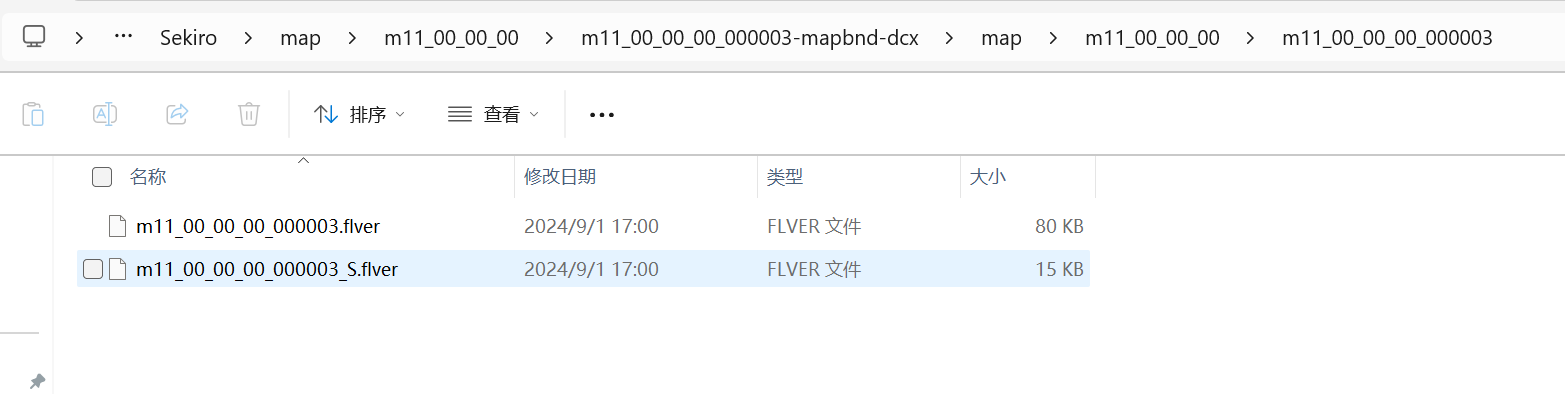 … Sekiro map m11_00_00_00 m11_00_00_00_000003-mapbnd-dcx map m11_00_00_00 m11_00_00_00_000003
排序 查看 …
名称 修改日期 类型 大小
m11_00_00_00_000003.flver 2024/9/1 17:00 FLVER 文件 80 KB
m11_00_00_00_000003_S.flver 2024/9/1 17:00 FLVER 文件 15 KB